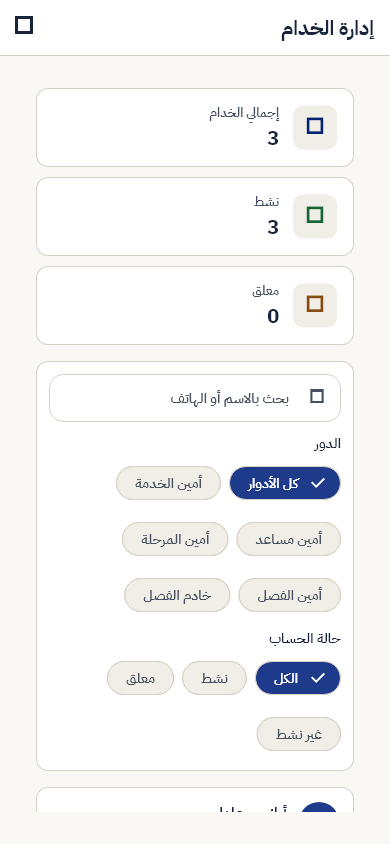 إدارة الخدام
إجمالي الخدام
3
نشط
3
معلق
0
بحث بالاسم أو الهاتف
الدور
كل الأدوار
أمين الخدمة
أمين مساعد
أمين المرحلة
أمين الفصل
خادم الفصل
حالة الحساب
الكل
نشط
معلق
غير نشط